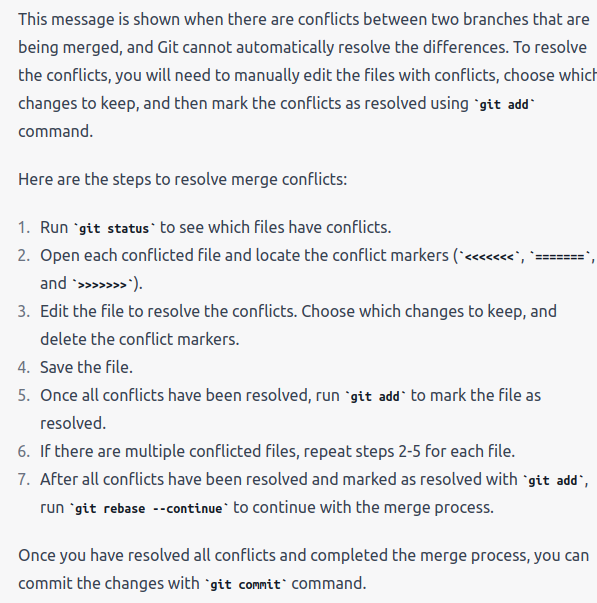 This message is shown when there are conflicts between two branches that are
being merged, and Git cannot automatically resolve the differences. To resolve
the conflicts, you will need to manually edit the files with conflicts, choose which
changes to keep, and then mark the conflicts as resolved using `git add`
command.
Here are the steps to resolve merge conflicts:
1. Run `git status` to see which files have conflicts.
2. Open each conflicted file and locate the conflict markers (`<<<<<<<`, `=======`,
and `>>>>>>>`).
3. Edit the file to resolve the conflicts. Choose which changes to keep, and
delete the conflict markers.
4. Save the file.
5. Once all conflicts have been resolved, run `git add` to mark the file as
resolved.
6. If there are multiple conflicted files, repeat steps 2-5 for each file.
7. After all conflicts have been resolved and marked as resolved with `git add`,
run `git rebase --continue` to continue with the merge process.
Once you have resolved all conflicts and completed the merge process, you can
commit the changes with `git commit` command.